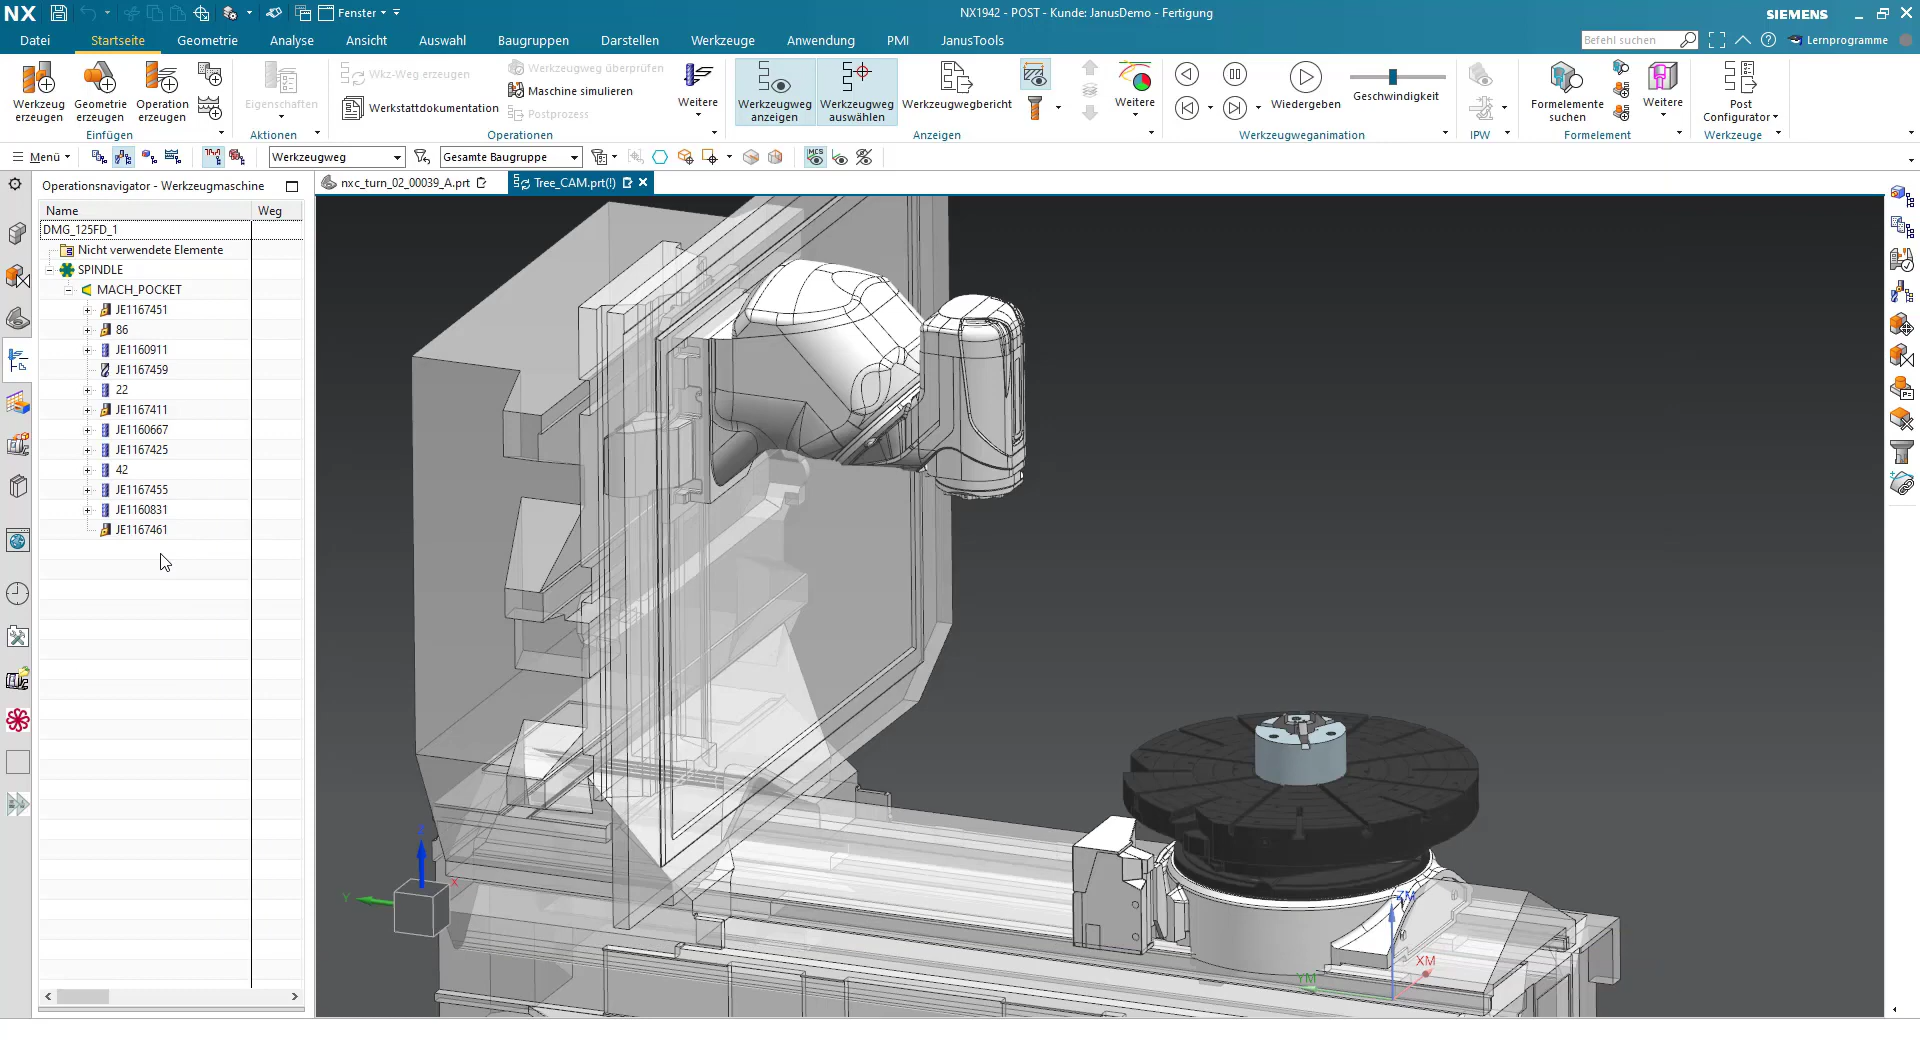 NX
Fenster
NX1942 - POST - Kunde: JanusDemo - Fertigung
SIEMENS
Datei
Startseite
Geometrie
Analyse
Ansicht
Auswahl
Baugruppen
Darstellen
Werkzeuge
Anwendung
PMI
JanusTools
Befehl suchen
Lernprogramme
Werkzeug
erzeugen
Geometrie
erzeugen
Operation
erzeugen
Einfügen
Eigenschaften
Aktionen
Wkz-Weg erzeugen
Werkstattdokumentation
Werkzeugweg überprüfen
Maschine simulieren
Postprozess
Weitere
Operationen
Werkzeugweg
anzeigen
Werkzeugweg
auswählen
Werkzeugwegbericht
Weitere
Anzeigen
Wiedergeben
Geschwindigkeit
Werkzeugweganimation
IPW
Formelemente
suchen
Weitere
Formelement
Post
Configurator
Werkzeuge
Menü
Werkzeugweg
Gesamte Baugruppe
MCS
Operationsnavigator - Werkzeugmaschine
nxc_turn_02_00039_A.prt
Tree_CAM.prt(!)
Name Weg
DMG_125FD_1
Nicht verwendete Elemente
SPINDLE
MACH_POCKET
JE1167451
86
JE1160911
JE1167459
22
JE1167411
JE1160667
JE1167425
42
JE1167455
JE1160831
JE1167461
Z
X
Y
ZM
XM
YM